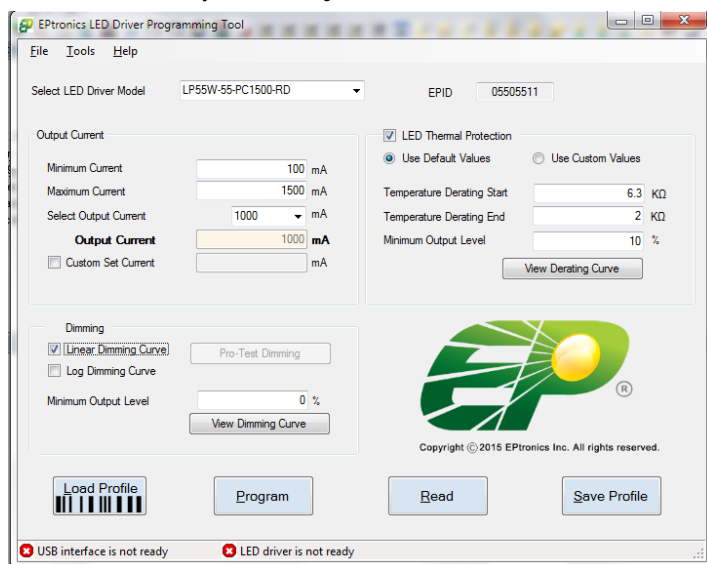 EPtronics LED Driver Programming Tool
File Tools Help
Select LED Driver Model LP55W-55-PC1500-RD EPID 05505511
Output Current
Minimum Current 100 mA
Maximum Current 1500 mA
Select Output Current 1000 mA
Output Current 1000 mA
Custom Set Current mA
LED Thermal Protection
Use Default Values Use Custom Values
Temperature Derating Start 6.3 KΩ
Temperature Derating End 2 KΩ
Minimum Output Level 10 %
View Derating Curve
Dimming
Linear Dimming Curve Pro-Test Dimming
Log Dimming Curve
Minimum Output Level 0 %
View Dimming Curve
EP ®
Copyright ©2015 EPtronics Inc. All rights reserved.
Load Profile Program Read Save Profile
USB interface is not ready LED driver is not ready